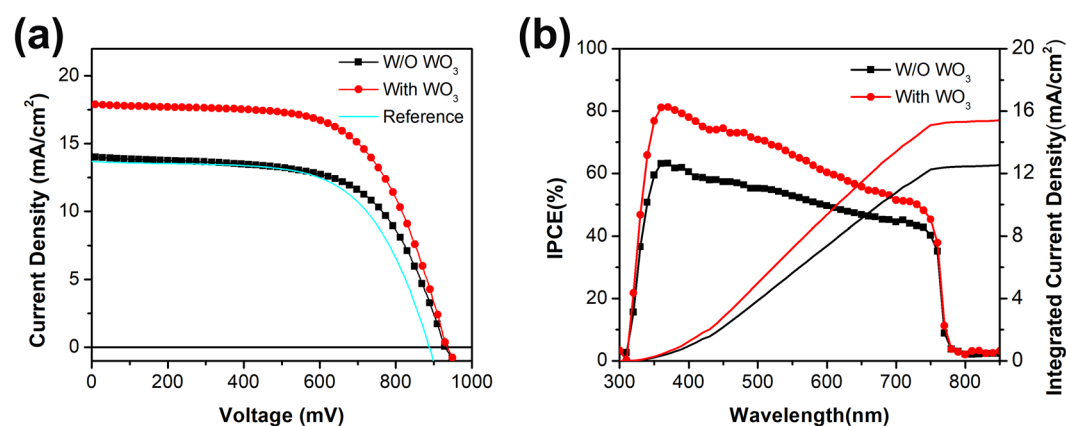 (a)
Current Density (mA/cm²)
20
15
10
5
0
0
200
400
600
800
1000
Voltage (mV)
W/O WO₃
With WO₃
Reference
(b)
IPCE(%)
100
80
60
40
20
0
300
400
500
600
700
800
Wavelength(nm)
W/O WO₃
With WO₃
20
16
12
8
4
0
Integrated Current Density(mA/cm²)